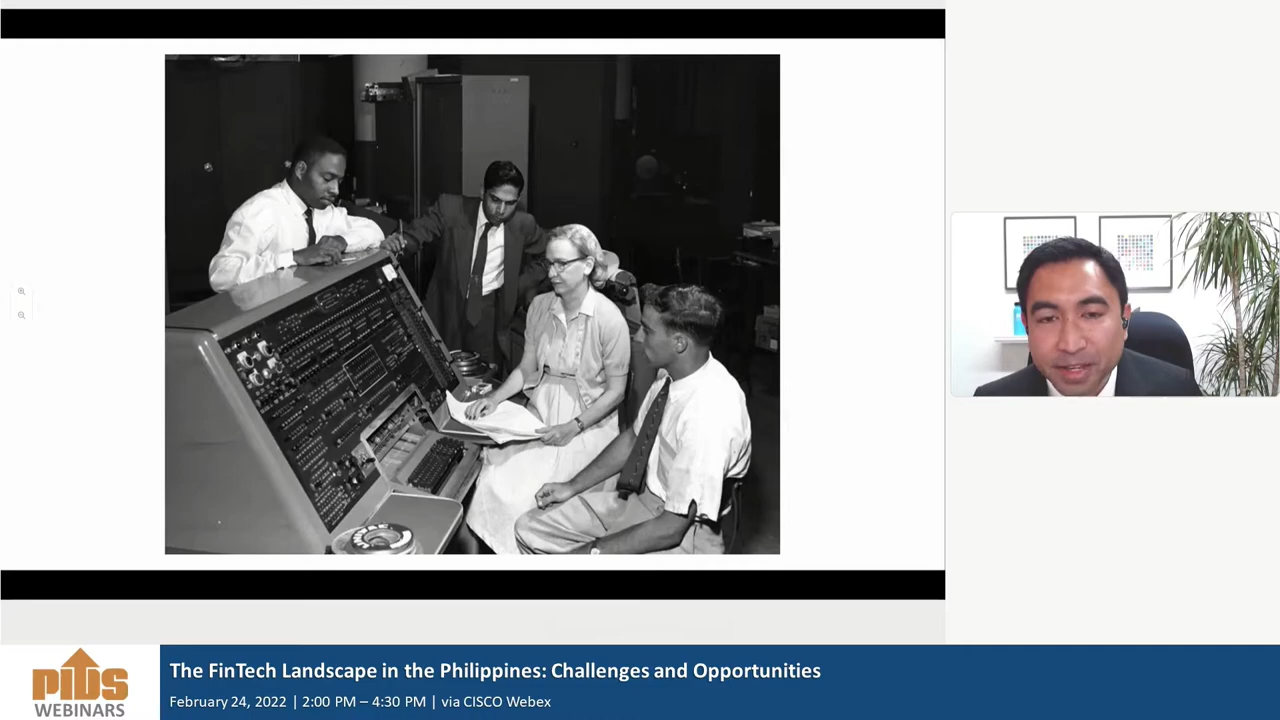 PIDS
WEBINARS
The FinTech Landscape in the Philippines: Challenges and Opportunities
February 24, 2022 | 2:00 PM – 4:30 PM | via CISCO Webex